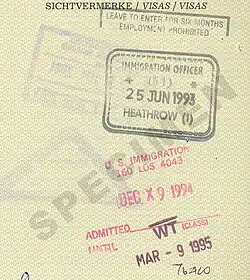 SICHTVERMERKE / VISAS / VISAS
LEAVE TO ENTER FOR SIX MONTHS
EMPLOYMENT PROHIBITED
IMMIGRATION OFFICER
25 JUN 1993
HEATHROW (1)
SPECIMEN
U. S. IMMIGRATION
160 LOS 4043
DEC X 9 1994
ADMITTED WT (CLASS)
UNTIL MAR - 9 1995